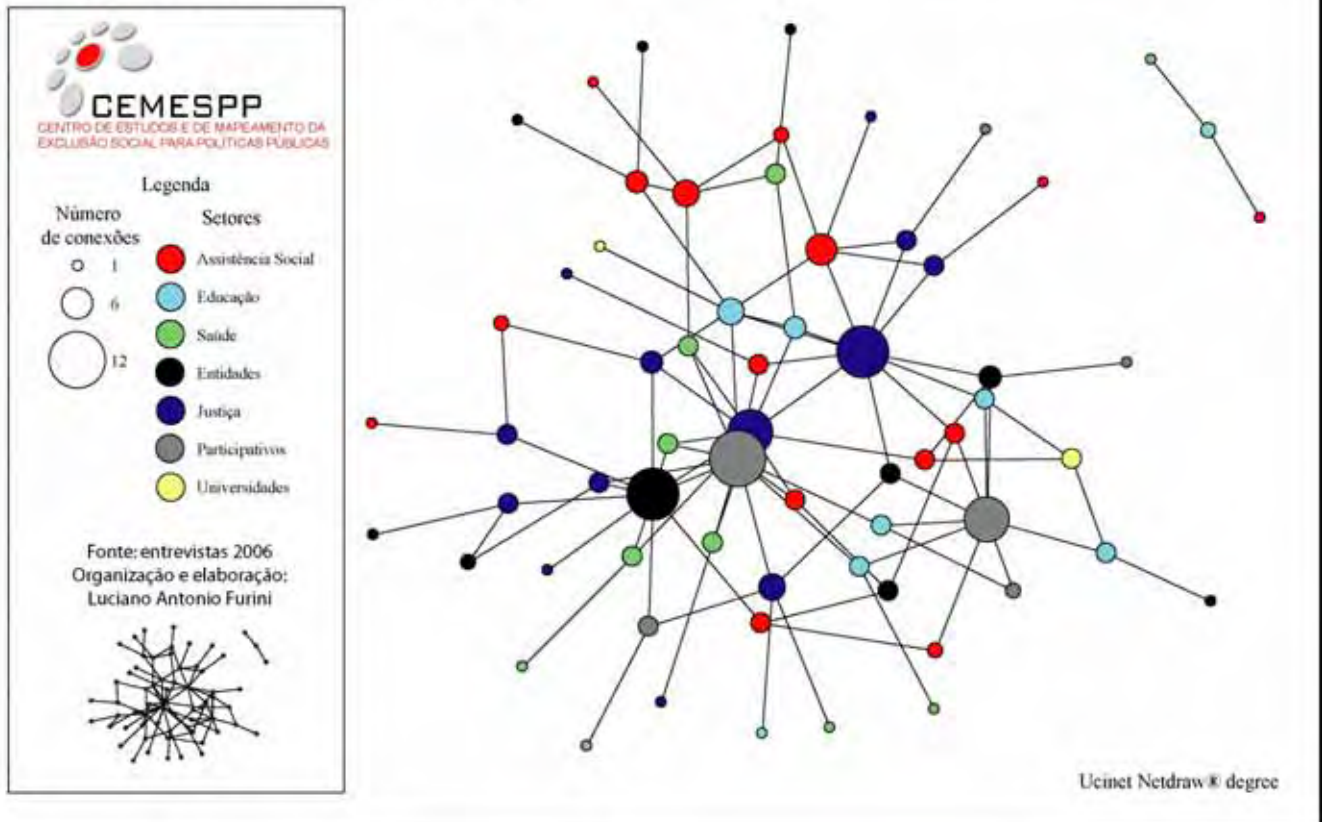 CEMESPP
CENTRO DE ESTUDOS E DE MAPEAMENTO DA
EXCLUSÃO SOCIAL PARA POLÍTICAS PÚBLICAS
Legenda
Número
de conexões
1
6
12
Setores
Assistência Social
Educação
Saúde
Entidades
Justiça
Participativos
Universidades
Fonte: entrevistas 2006
Organização e elaboração:
Luciano Antonio Furini
Ucinet Netdraw® degree